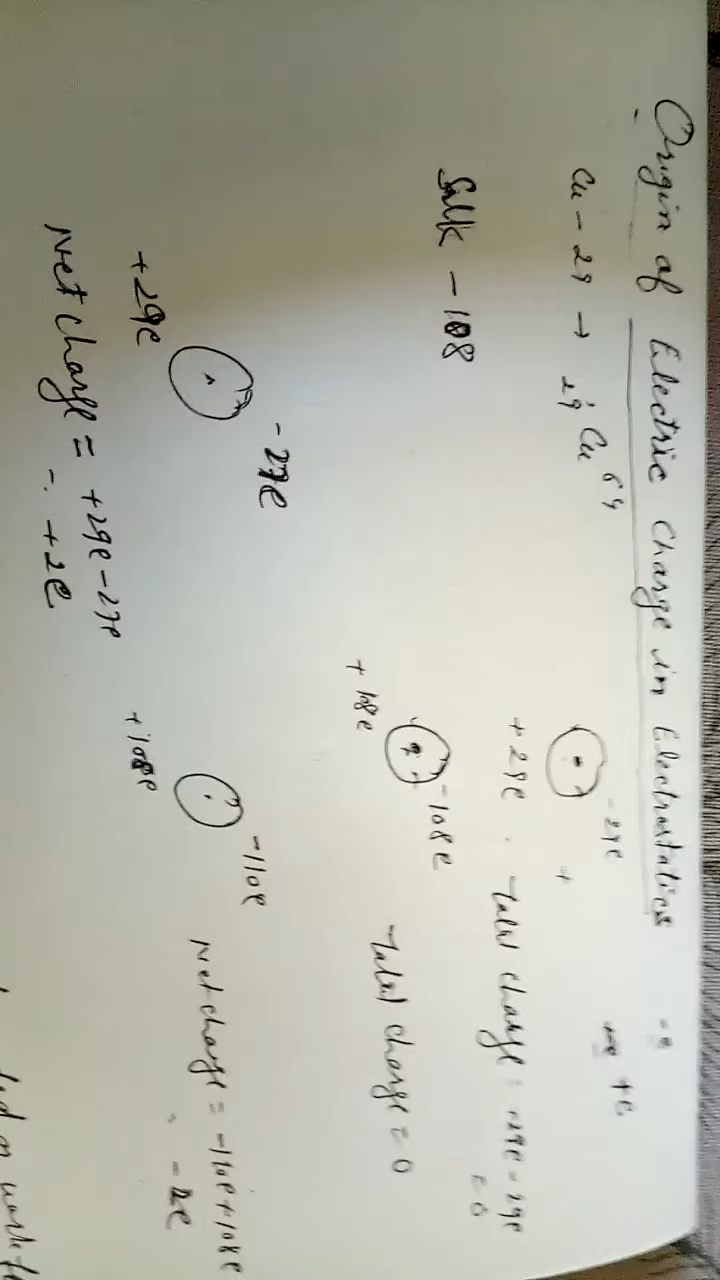 Origin of Electric Charge in Electrostatics
-e
+e
Cu - 29 → 29 Cu 64
-29e
+
+29e
Total charge = +29e - 29e
= 0
Silk - 108
-108e
+108e
Total charge = 0
-27e
+29e
Net charge = +29e - 27e
= +2e
-110e
+108e
Net charge = -110e + 108e
= -2e